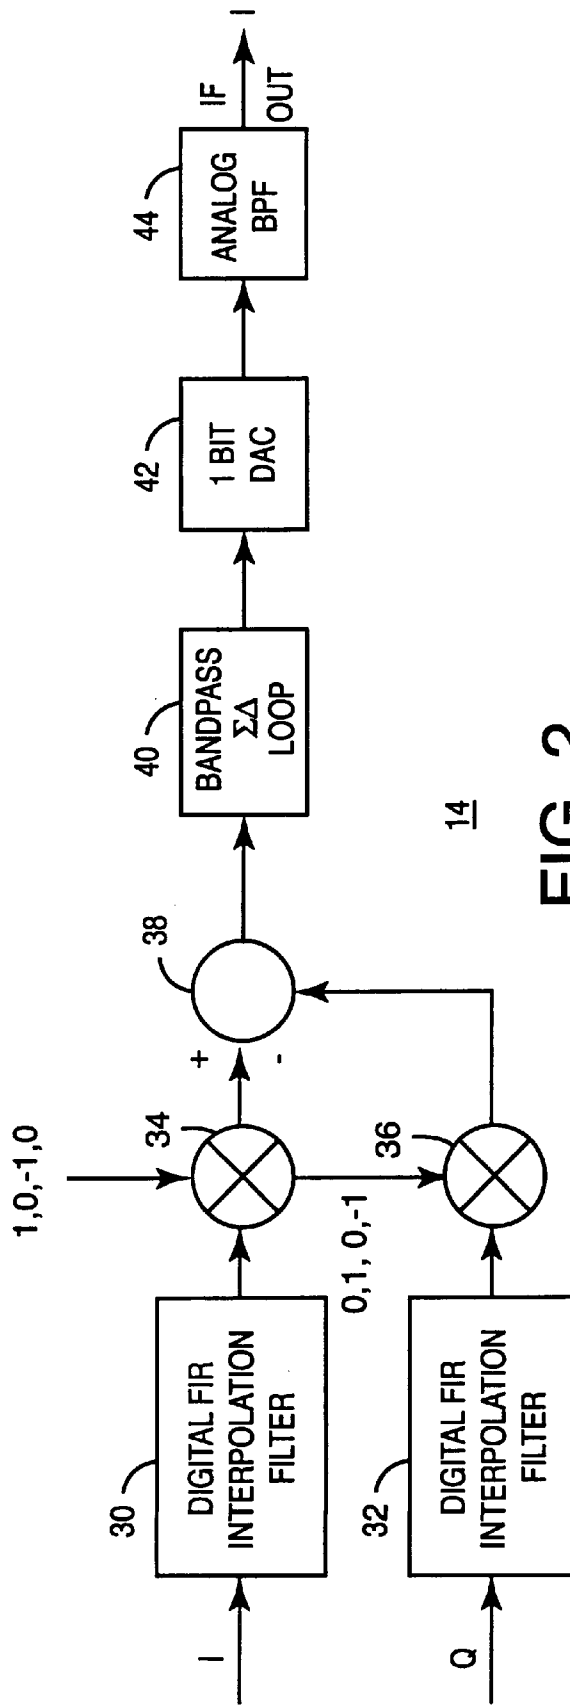 I
30
DIGITAL FIR
INTERPOLATION
FILTER
1,0,-1,0
34
+
-
38
40
BANDPASS
ΣΔ
LOOP
42
1 BIT
DAC
44
ANALOG
BPF
IF
OUT
I
Q
32
DIGITAL FIR
INTERPOLATION
FILTER
0,1, 0,-1
36
14
FIG. 2